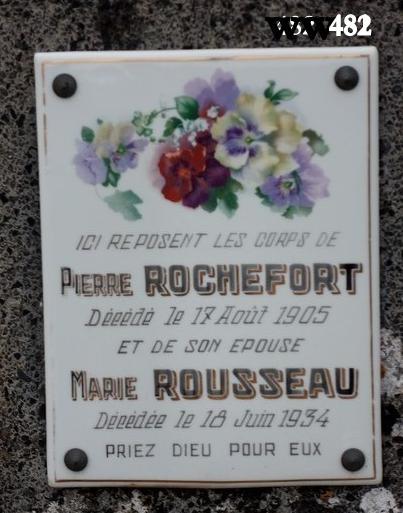 482
ICI REPOSENT LES CORPS DE
PIERRE ROCHEFORT
Décédé le 17 Août 1905
ET DE SON EPOUSE
MARIE ROUSSEAU
Décédée le 18 Juin 1934
PRIEZ DIEU POUR EUX